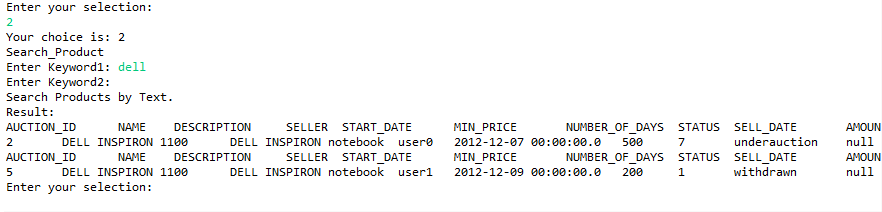 Enter your selection:
2
Your choice is: 2
Search_Product
Enter Keyword1: dell
Enter Keyword2:
Search Products by Text.
Result:
AUCTION_ID NAME DESCRIPTION SELLER START_DATE MIN_PRICE NUMBER_OF_DAYS STATUS SELL_DATE AMOUN
2 DELL INSPIRON 1100 DELL INSPIRON notebook user0 2012-12-07 00:00:00.0 500 7 underauction null
AUCTION_ID NAME DESCRIPTION SELLER START_DATE MIN_PRICE NUMBER_OF_DAYS STATUS SELL_DATE AMOUN
5 DELL INSPIRON 1100 DELL INSPIRON notebook user1 2012-12-09 00:00:00.0 200 1 withdrawn null
Enter your selection: